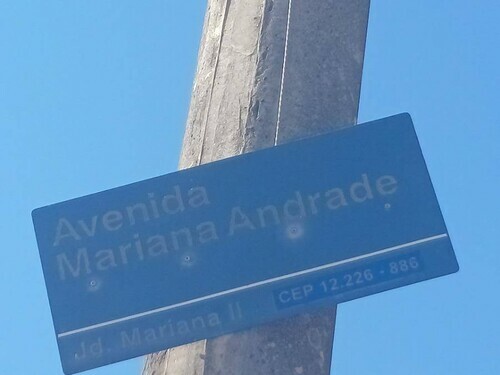 Avenida
Mariana Andrade
Jd. Mariana II CEP 12.226 - 886